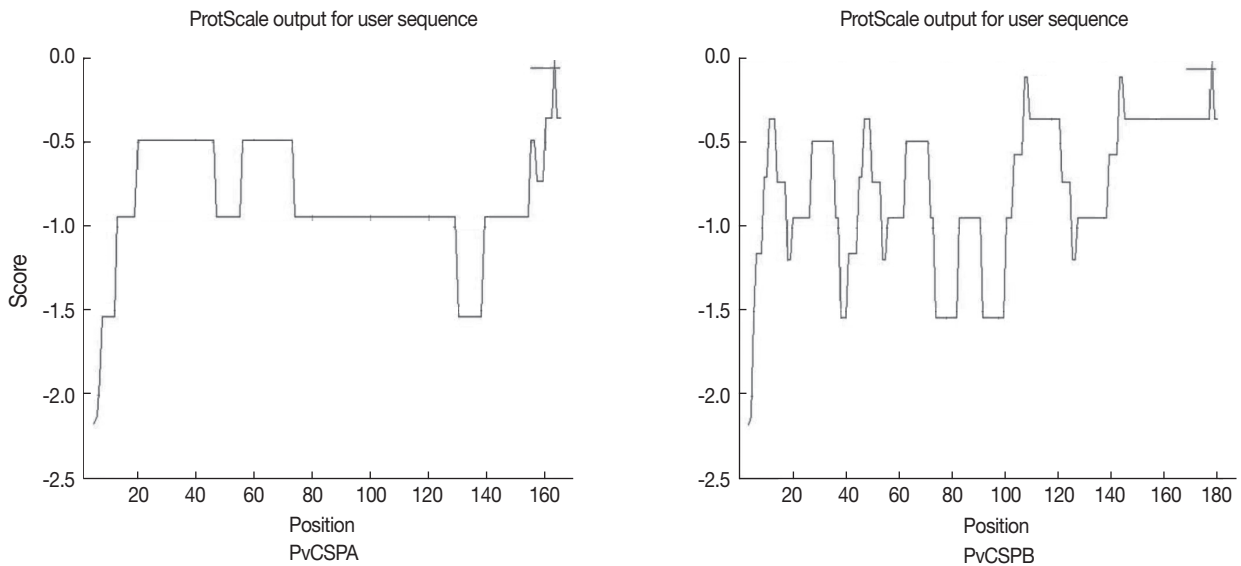 ProtScale output for user sequence
0.0
-0.5
-1.0
-1.5
-2.0
-2.5
Score
20 40 60 80 100 120 140 160
Position
PvCSPA
ProtScale output for user sequence
0.0
-0.5
-1.0
-1.5
-2.0
-2.5
20 40 60 80 100 120 140 160 180
Position
PvCSPB